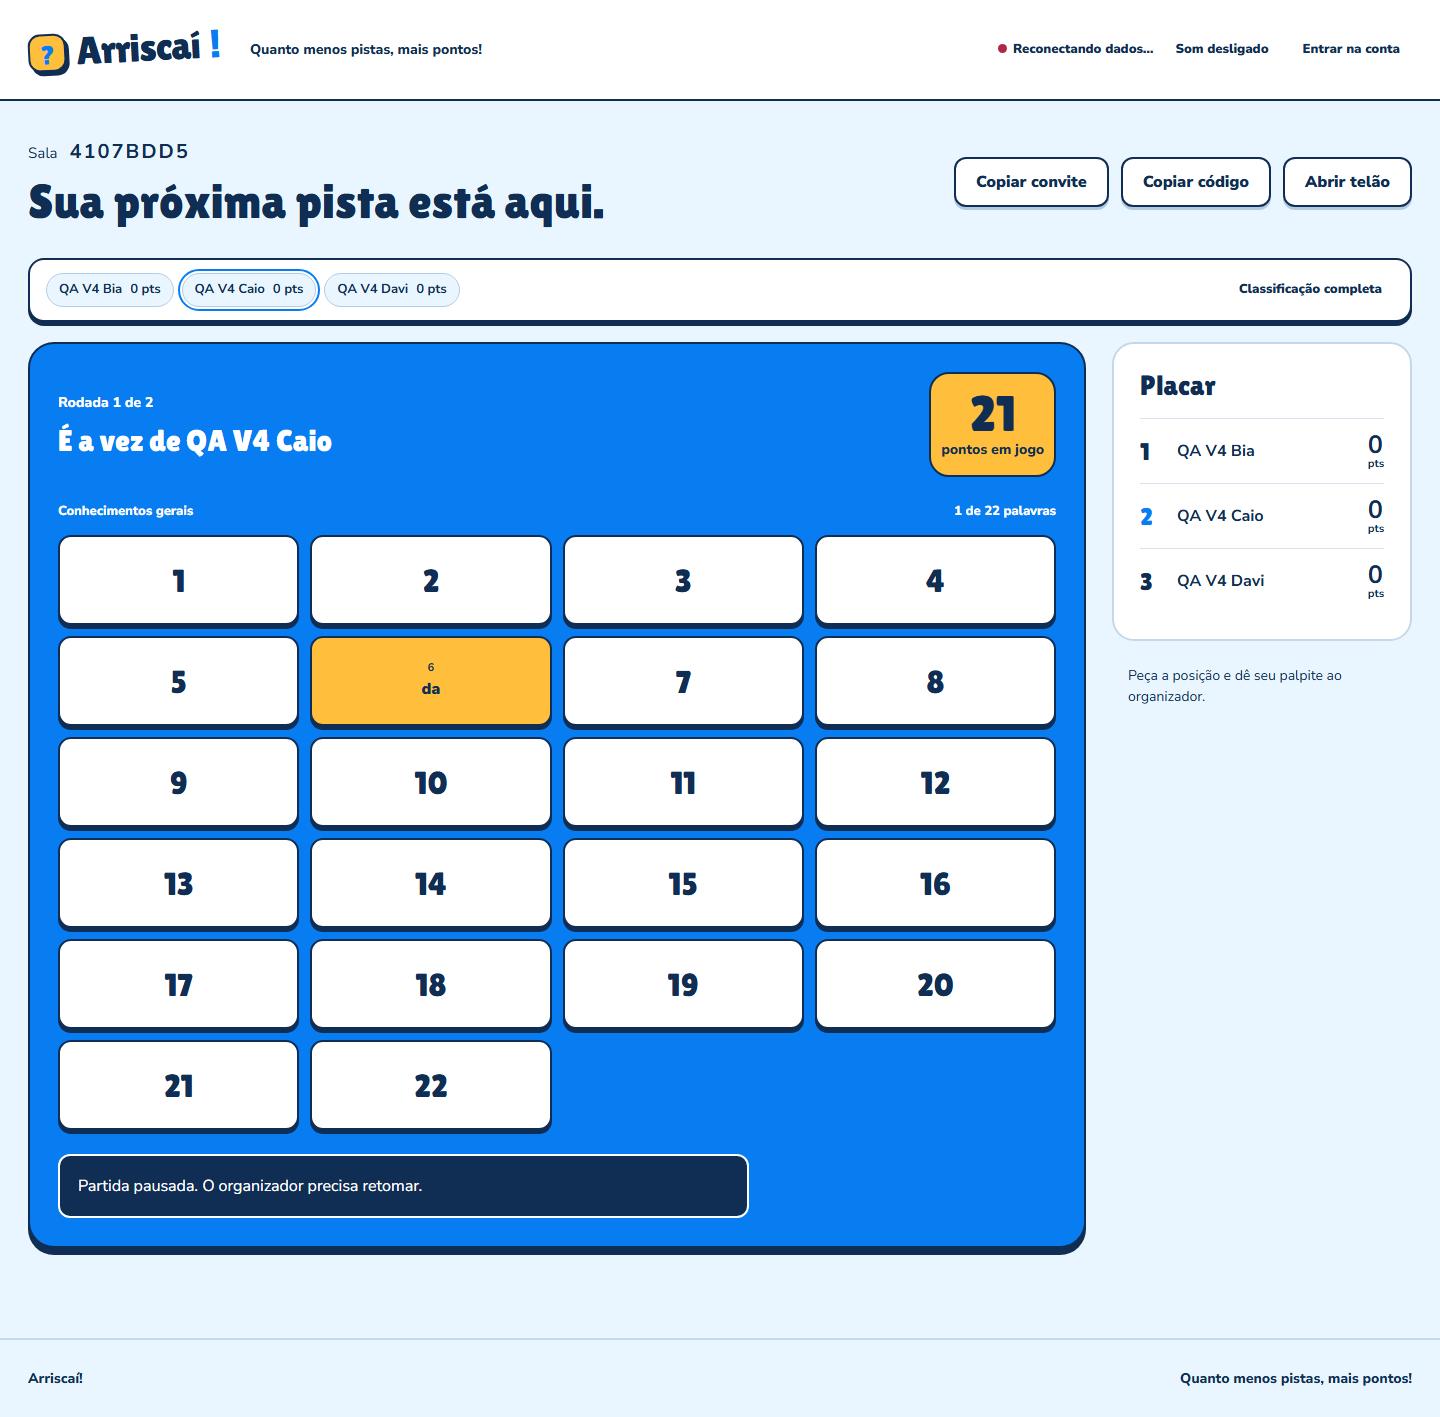 ? Arriscaí !
Quanto menos pistas, mais pontos!
Reconectando dados...
Som desligado
Entrar na conta
Sala 4107BDD5
Sua próxima pista está aqui.
Copiar convite
Copiar código
Abrir telão
QA V4 Bia 0 pts
QA V4 Caio 0 pts
QA V4 Davi 0 pts
Classificação completa
Rodada 1 de 2
É a vez de QA V4 Caio
21
pontos em jogo
Conhecimentos gerais
1 de 22 palavras
1
2
3
4
5
6
da
7
8
9
10
11
12
13
14
15
16
17
18
19
20
21
22
Partida pausada. O organizador precisa retomar.
Placar
1 QA V4 Bia 0
pts
2 QA V4 Caio 0
pts
3 QA V4 Davi 0
pts
Peça a posição e dê seu palpite ao
organizador.
Arriscaí!
Quanto menos pistas, mais pontos!